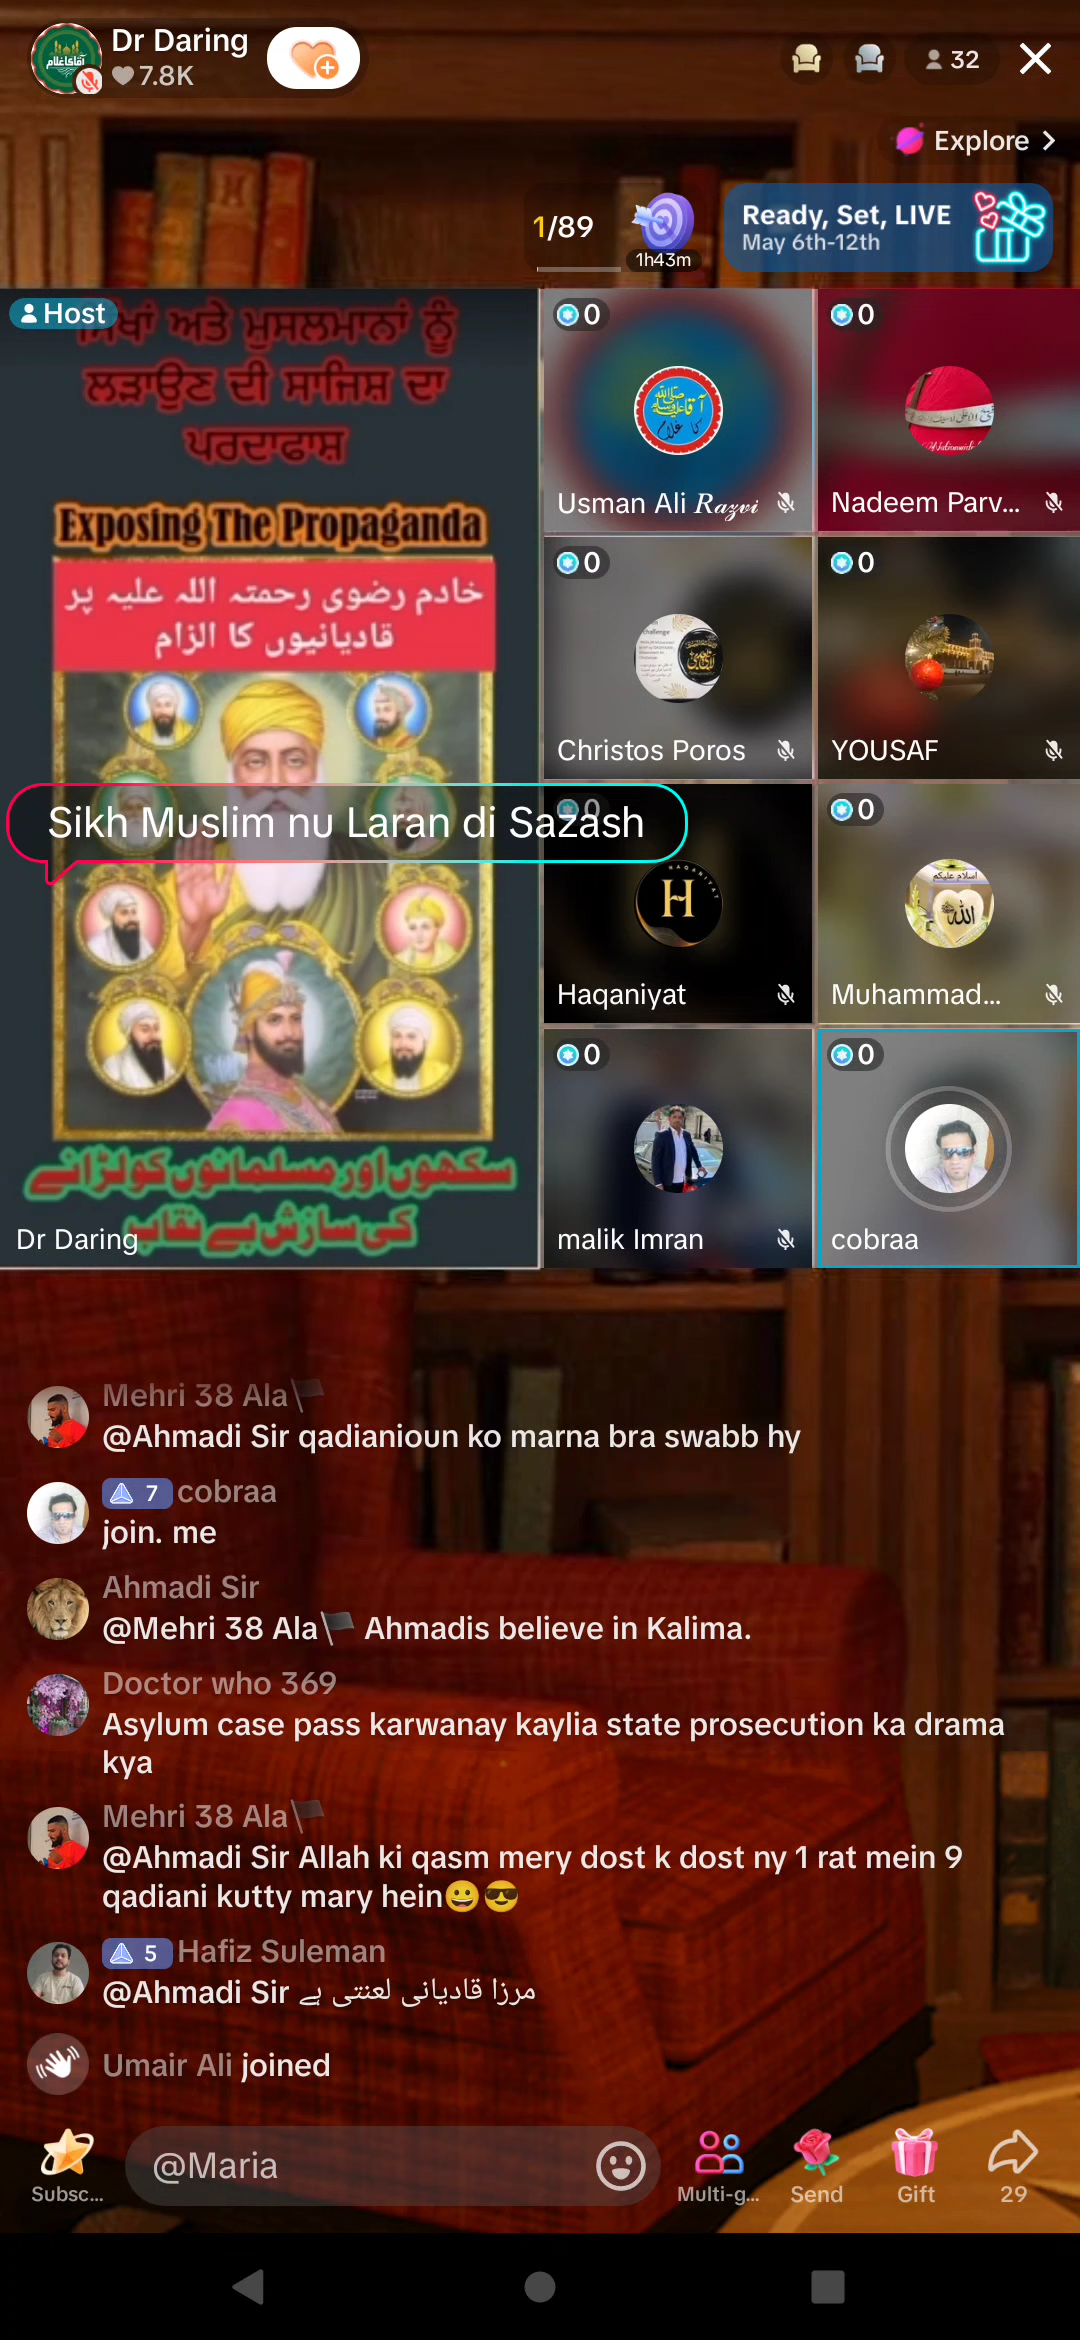 Dr Daring
7.8K
32
Explore
1/89
1h43m
Ready, Set, LIVE
May 6th-12th
Host
ਸਿੱਖਾਂ ਅਤੇ ਮੁਸਲਮਾਨਾਂ ਨੂੰ
ਲੜਾਉਣ ਦੀ ਸਾਜਿਸ਼ ਦਾ
ਪਰਦਾਫਾਸ਼
Exposing The Propaganda
خادم رضوی رحمتہ اللہ علیہ پر
قادیانیوں کا الزام
Sikh Muslim nu Laran di Sazash
سکھوں اور مسلمانوں کو لڑانے
کی سازش بے نقاب
Dr Daring
0
Usman Ali Razvi
0
Nadeem Parv...
0
Christos Poros
0
YOUSAF
0
H
Haqaniyat
0
اسلام علیکم
الله
Muhammad...
0
malik Imran
0
cobraa
Mehri 38 Ala
@Ahmadi Sir qadianioun ko marna bra swabb hy
7 cobraa
join. me
Ahmadi Sir
@Mehri 38 Ala🏴 Ahmadis believe in Kalima.
Doctor who 369
Asylum case pass karwanay kaylia state prosecution ka drama
kya
Mehri 38 Ala
@Ahmadi Sir Allah ki qasm mery dost k dost ny 1 rat mein 9
qadiani kutty mary hein😀😎
5 Hafiz Suleman
@Ahmadi Sir مرزا قادیانی لعنتی ہے
Umair Ali joined
@Maria
Subsc...
Multi-g...
Send
Gift
29